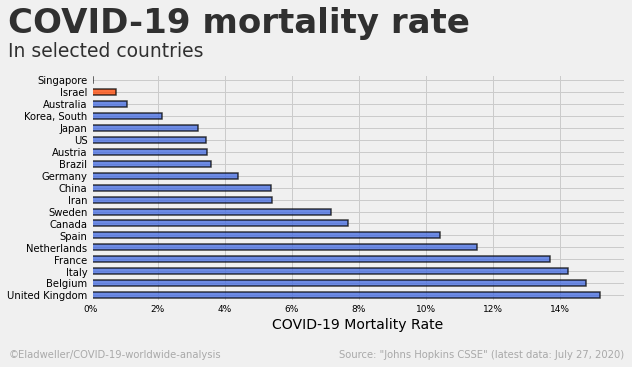 COVID-19 mortality rate
In selected countries
Singapore
Israel
Australia
Korea, South
Japan
US
Austria
Brazil
Germany
China
Iran
Sweden
Canada
Spain
Netherlands
France
Italy
Belgium
United Kingdom
0% 2% 4% 6% 8% 10% 12% 14%
COVID-19 Mortality Rate
©Eladweller/COVID-19-worldwide-analysis Source: "Johns Hopkins CSSE" (latest data: July 27, 2020)